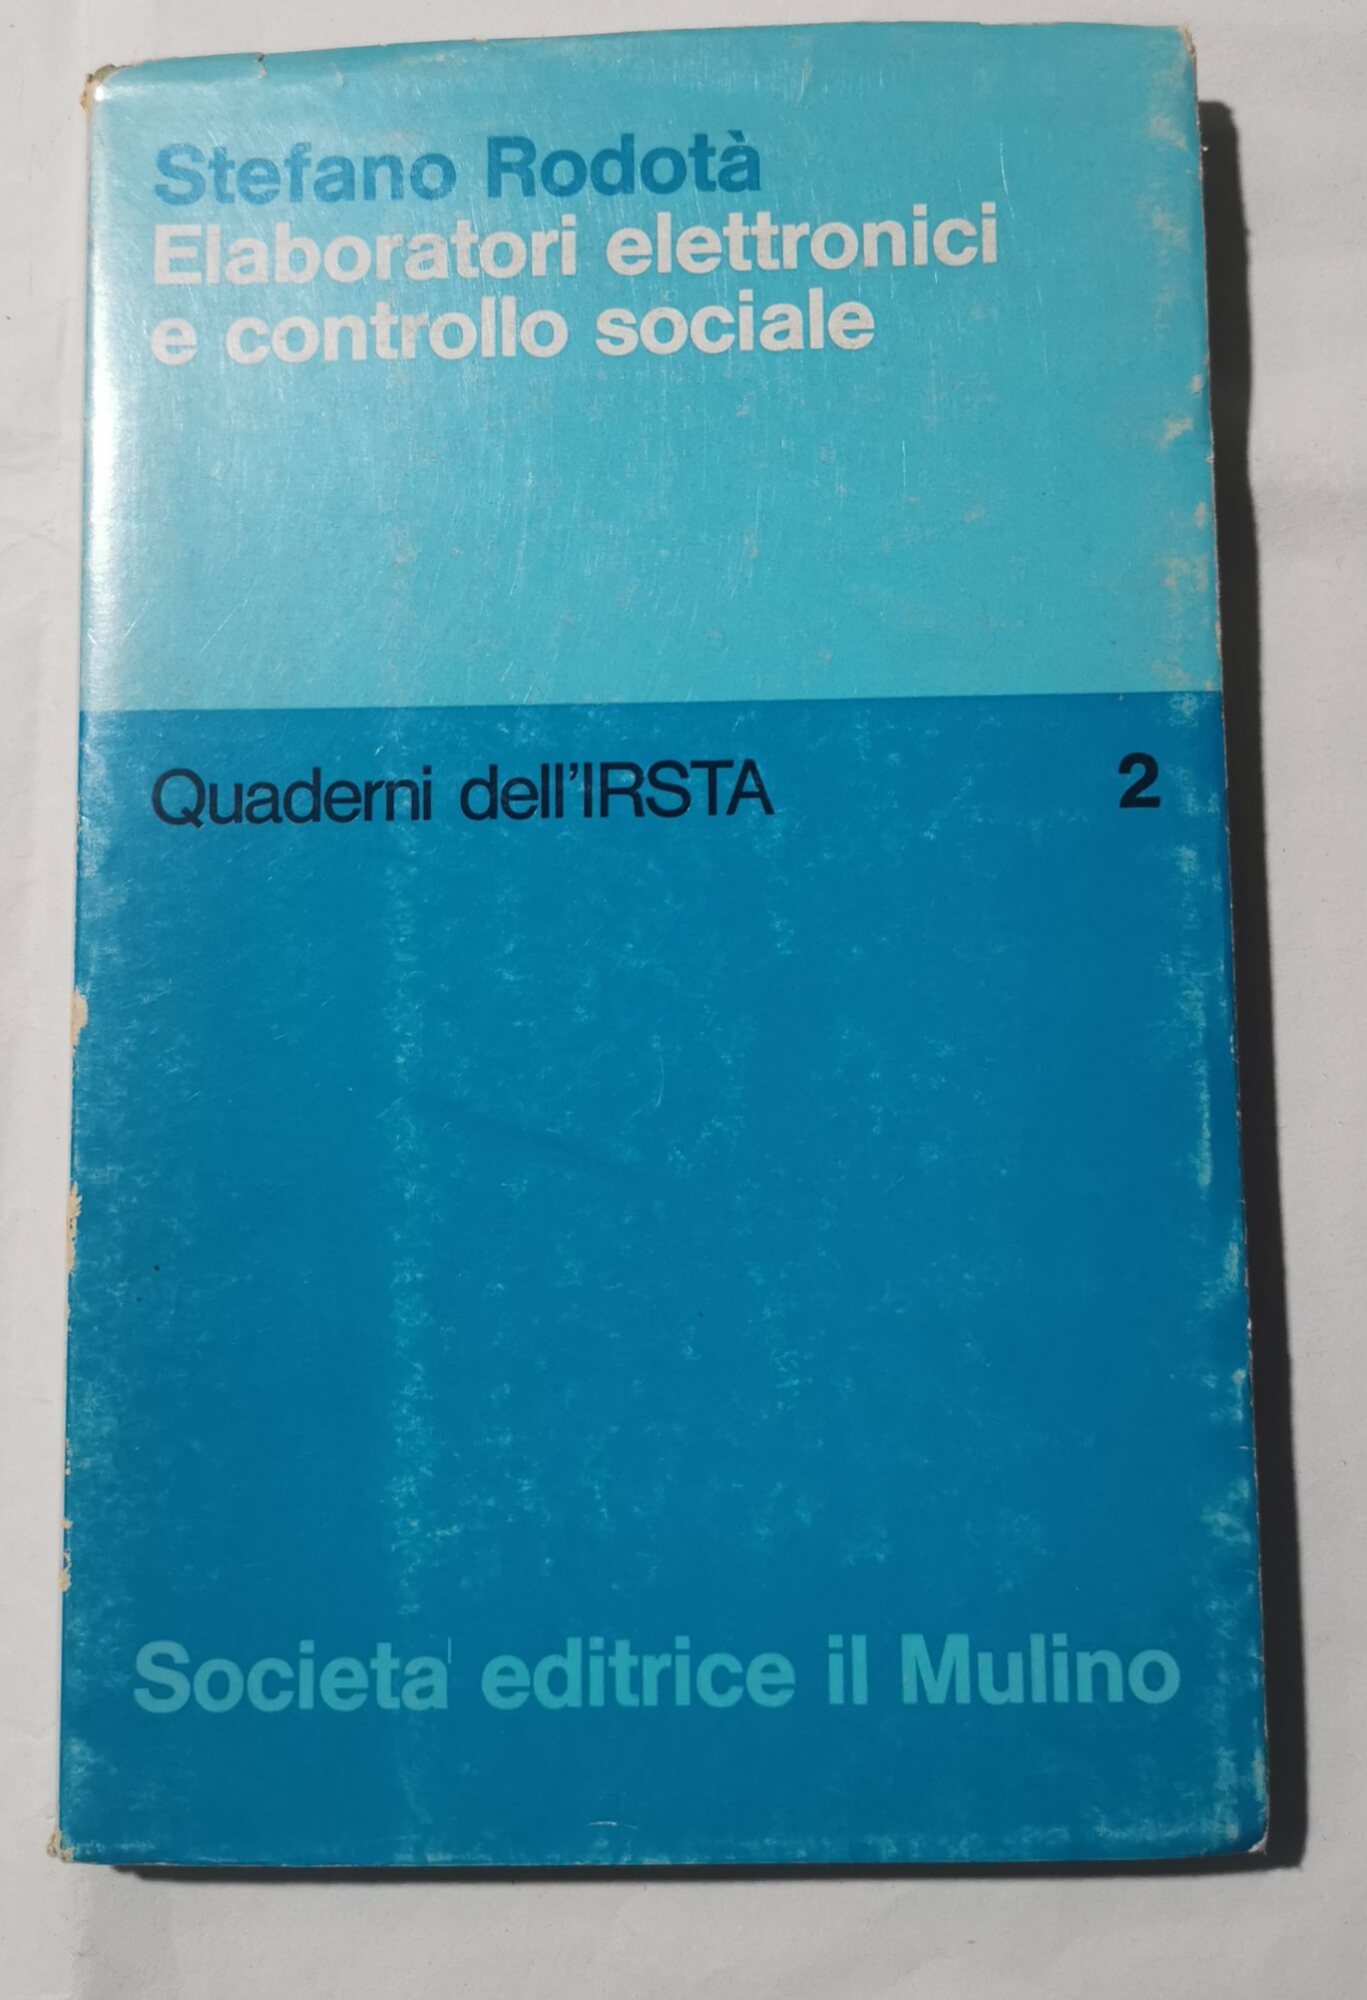 Stefano Rodotà
Elaboratori elettronici
e controllo sociale
Quaderni dell'IRSTA 2
Societa' editrice il Mulino